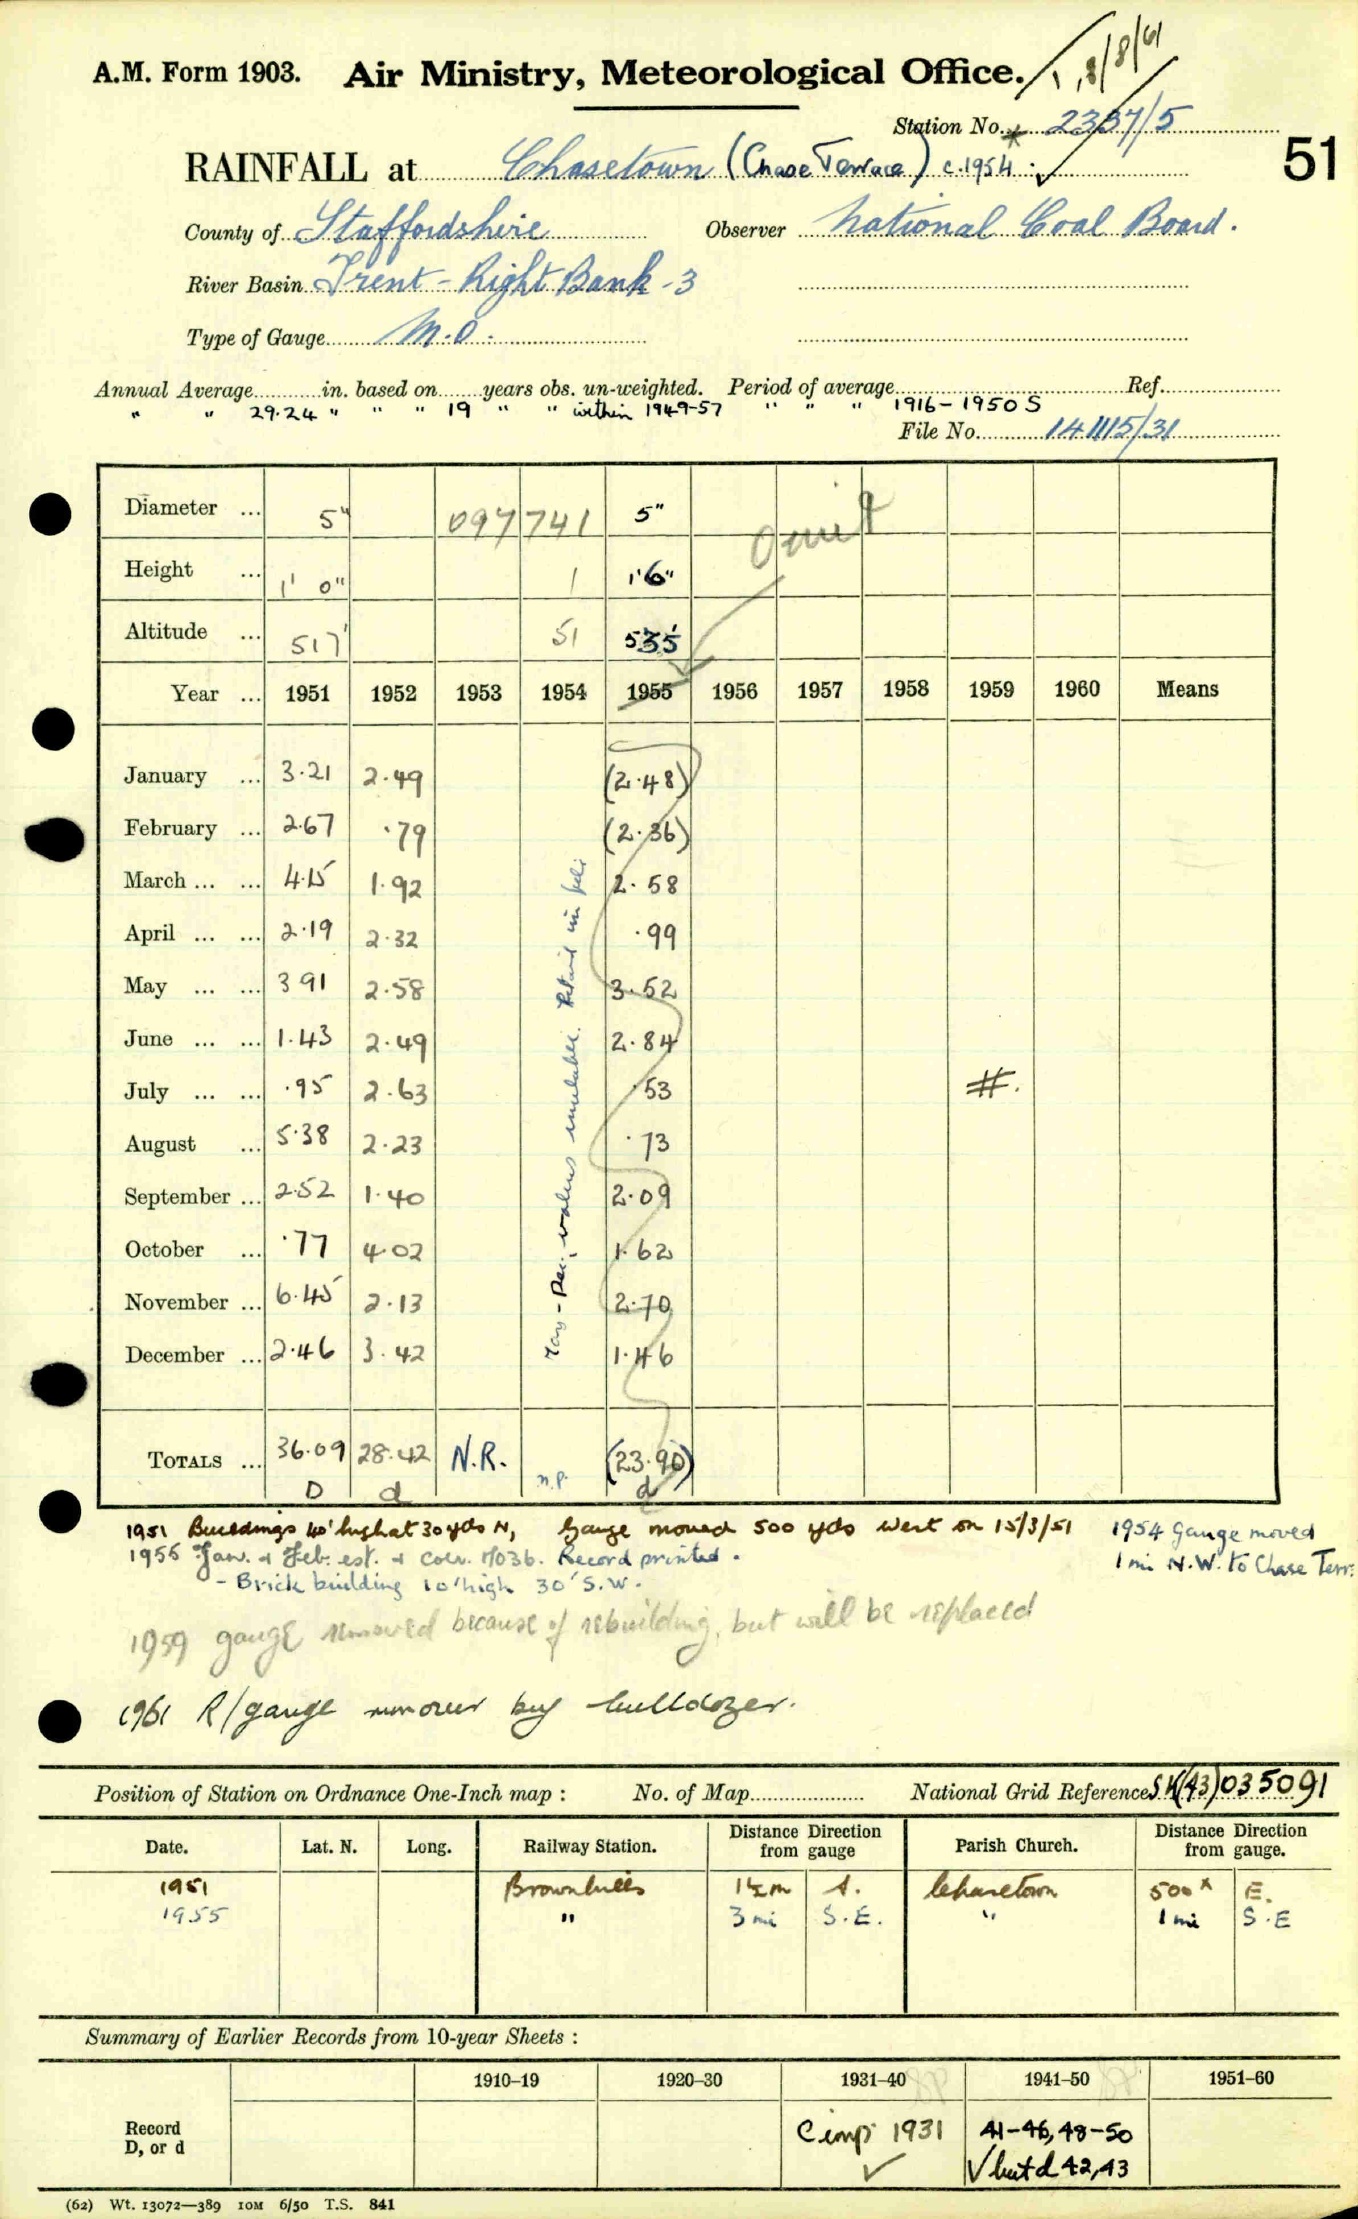 1, 8/8/61
A.M. Form 1903. Air Ministry, Meteorological Office.
Station No. * 2337/5
51
RAINFALL at Chasetown (Chase Terrace) c.1954
County of Staffordshire Observer National Coal Board.
River Basin Trent - Right Bank - 3
Type of Gauge M.O.
Annual Average in. based on years obs. un-weighted. Period of average Ref.
" " 29.24 " " " 19 " " within 1949-57 " " " 1916-1950 S
File No. 141115/31
Diameter ... 5" 097741 5"
Omit
Height ... 1' 0" 1 1'6"
Altitude ... 517' 51 535'
Year ... 1951 1952 1953 1954 1955 1956 1957 1958 1959 1960 Means
January ... 3.21 2.49 (2.48)
February ... 2.67 .79 (2.36)
March ... ... 4.15 1.92 2.58
April ... ... 2.19 2.32 .99
May ... ... 3 91 2.58 3.52
June ... ... 1.43 2.49 2.84
July ... ... .95 2.63 .53 #.
August ... 5.38 2.23 .73
September ... 2.52 1.40 2.09
October ... .77 4.02 1.62
November ... 6.45 2.13 2.70
December ... 2.46 3.42 1.46
May - Dec, values unreliable. Retained in file
TOTALS ... 36.09 28.42 N.R. n.p. (23.90)
D d d
1951 Buildings 40' high at 30 yds N, Gauge moved 500 yds West on 15/3/51 1954 Gauge moved
1955 Jan. & Feb. est. & corr. 7036. Record printed. 1 mi N.W. to Chase Terr.
- Brick building 10' high 30' S.W.
1959 gauge removed because of rebuilding, but will be replaced
1961 R/gauge moved by bulldozer.
Position of Station on Ordnance One-Inch map : No. of Map National Grid Reference SK(43)035091
Date. Lat. N. Long. Railway Station. Distance Direction from gauge Parish Church. Distance Direction from gauge.
1951 Brownhills 1½m S. Chasetown 500x E.
1955 " 3 mi S.E. " 1 mi S.E
Summary of Earlier Records from 10-year Sheets :
1910–19 1920–30 1931–40 1941–50 1951–60
Record D, or d
Comp 1931 41-46, 48-50
✓ ✓ but d 42,43
(62) Wt. 13072—389 10M 6/50 T.S. 841